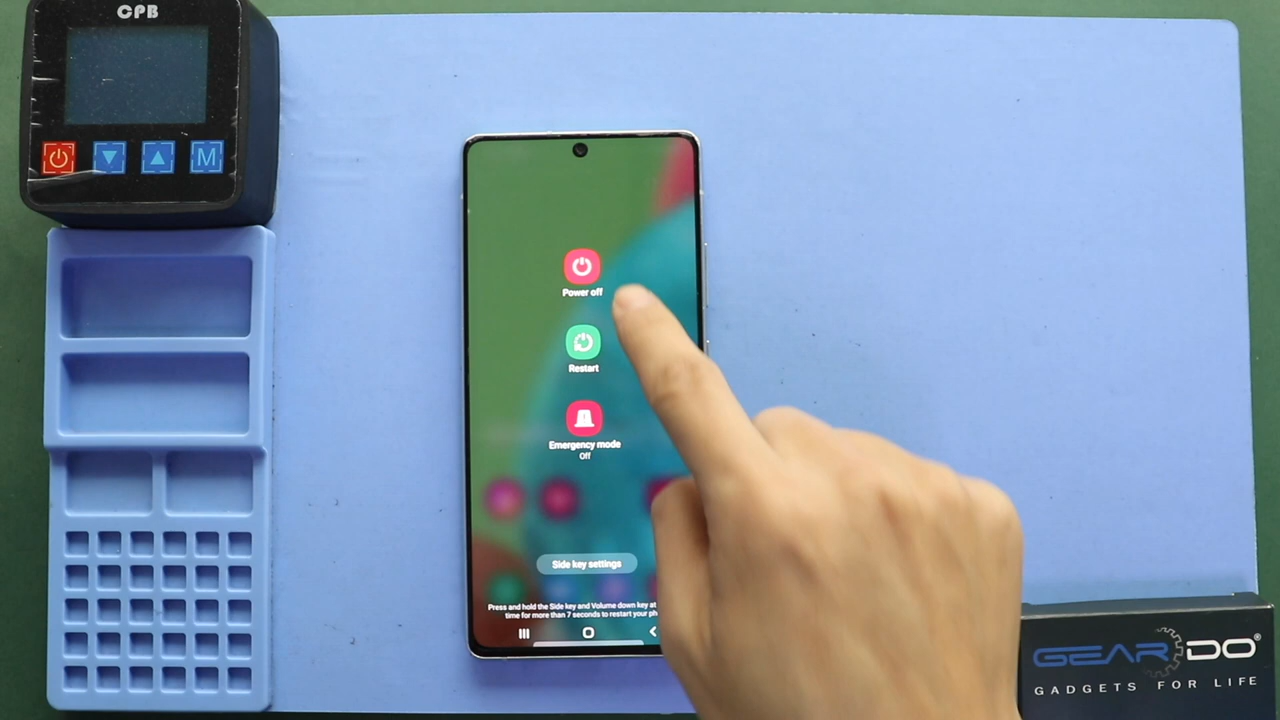 CPB
M
Power off
Restart
Emergency mode
Off
Side key settings
Press and hold the Side key and Volume down key at
time for more than 7 seconds to restart your ph
GEAR DO®
GADGETS FOR LIFE